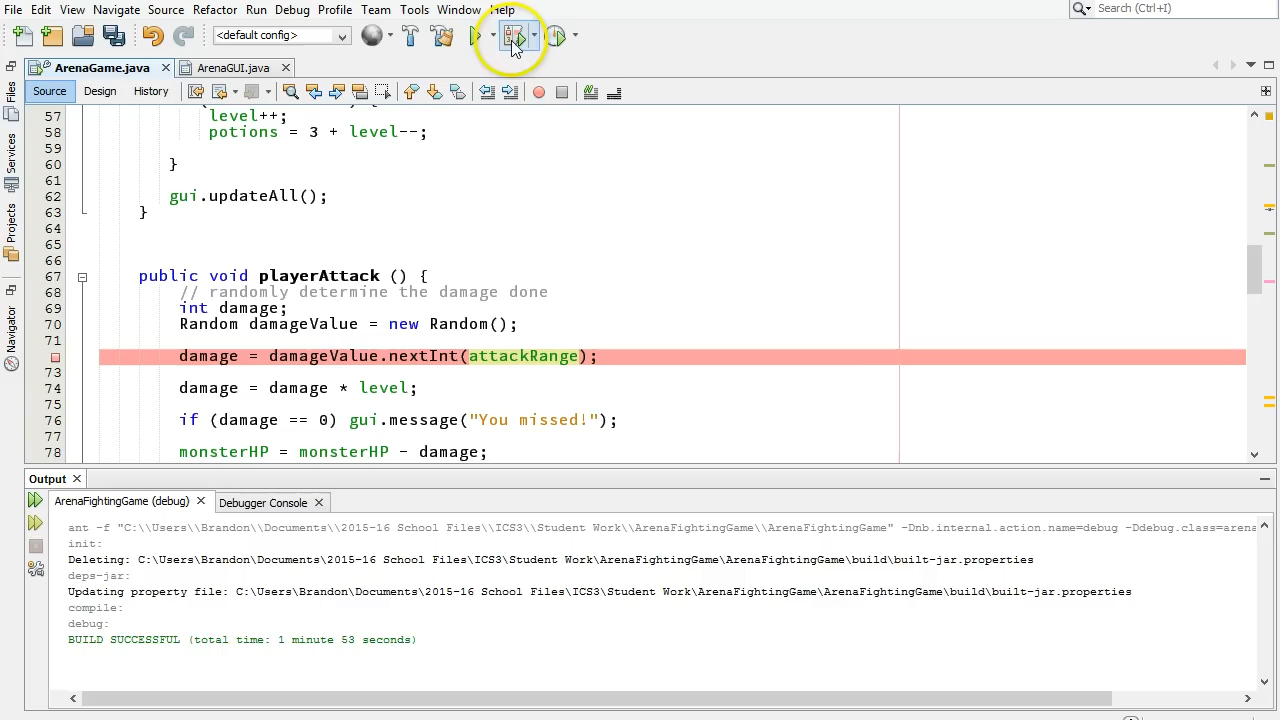 File Edit View Navigate Source Refactor Run Debug Profile Team Tools Window Help
Search (Ctrl+I)
<default config>
ArenaGame.java
ArenaGUI.java
Source Design History
Files
Services
Projects
Navigator
57 level++;
58 potions = 3 + level--;
59
60 }
61
62 gui.updateAll();
63 }
64
65
66
67 public void playerAttack () {
68 // randomly determine the damage done
69 int damage;
70 Random damageValue = new Random();
71
damage = damageValue.nextInt(attackRange);
73
74 damage = damage * level;
75
76 if (damage == 0) gui.message("You missed!");
77
78 monsterHP = monsterHP - damage;
Output
ArenaFightingGame (debug)
Debugger Console
ant -f "C:\\Users\\Brandon\\Documents\\2015-16 School Files\\ICS3\\Student Work\\ArenaFightingGame\\ArenaFightingGame" -Dnb.internal.action.name=debug -Ddebug.class=arena
init:
Deleting: C:\Users\Brandon\Documents\2015-16 School Files\ICS3\Student Work\ArenaFightingGame\ArenaFightingGame\build\built-jar.properties
deps-jar:
Updating property file: C:\Users\Brandon\Documents\2015-16 School Files\ICS3\Student Work\ArenaFightingGame\ArenaFightingGame\build\built-jar.properties
compile:
debug:
BUILD SUCCESSFUL (total time: 1 minute 53 seconds)